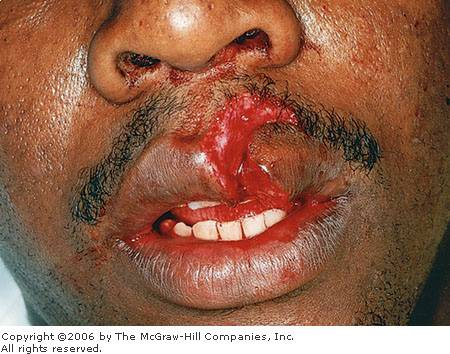 Copyright ©2006 by The McGraw-Hill Companies, Inc.
All rights reserved.